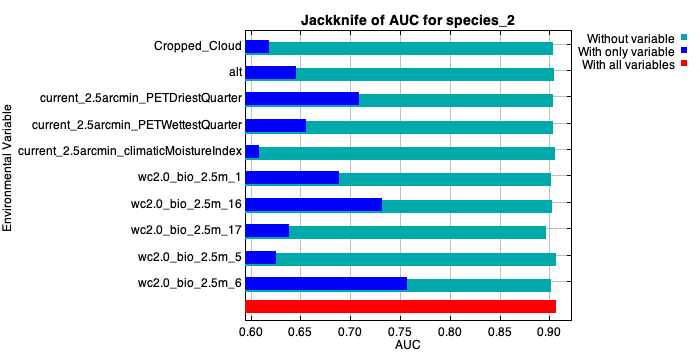 Jackknife of AUC for species_2
Without variable
With only variable
With all variables
Environmental Variable
Cropped_Cloud
alt
current_2.5arcmin_PETDriestQuarter
current_2.5arcmin_PETWettestQuarter
current_2.5arcmin_climaticMoistureIndex
wc2.0_bio_2.5m_1
wc2.0_bio_2.5m_16
wc2.0_bio_2.5m_17
wc2.0_bio_2.5m_5
wc2.0_bio_2.5m_6
0.60 0.65 0.70 0.75 0.80 0.85 0.90
AUC